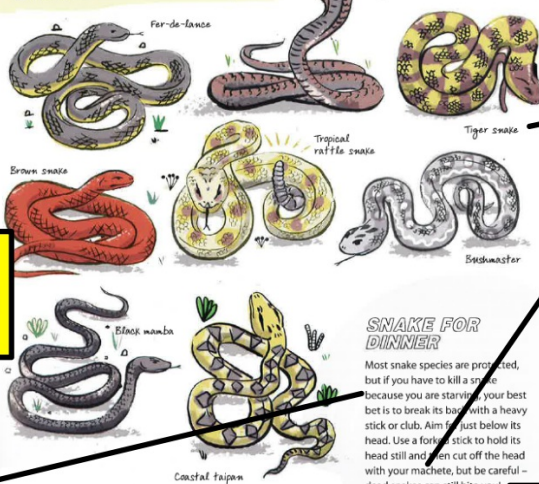 Fer-de-lance
Tiger snake
Tropical
rattle snake
Brown snake
Bushmaster
Black mamba
Coastal taipan
SNAKE FOR
DINNER
Most snake species are protected,
but if you have to kill a snake
because you are starving, your best
bet is to break its back with a heavy
stick or club. Aim for just below its
head. Use a forked stick to hold its
head still and then cut off the head
with your machete, but be careful –